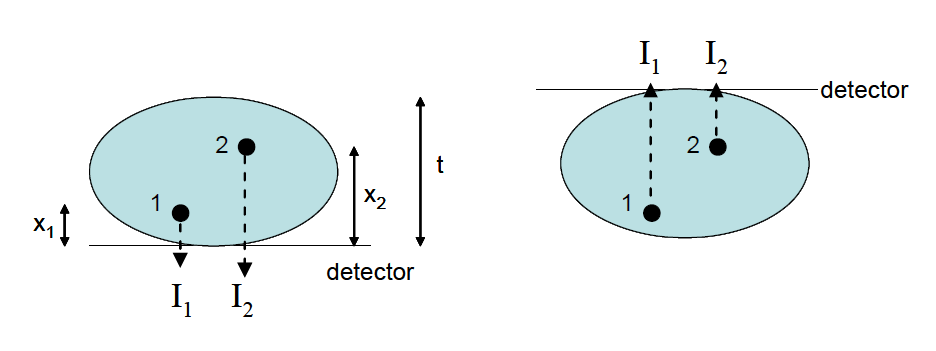 2
1
x₁
x₂
t
detector
I₁ I₂
I₁ I₂
detector
2
1